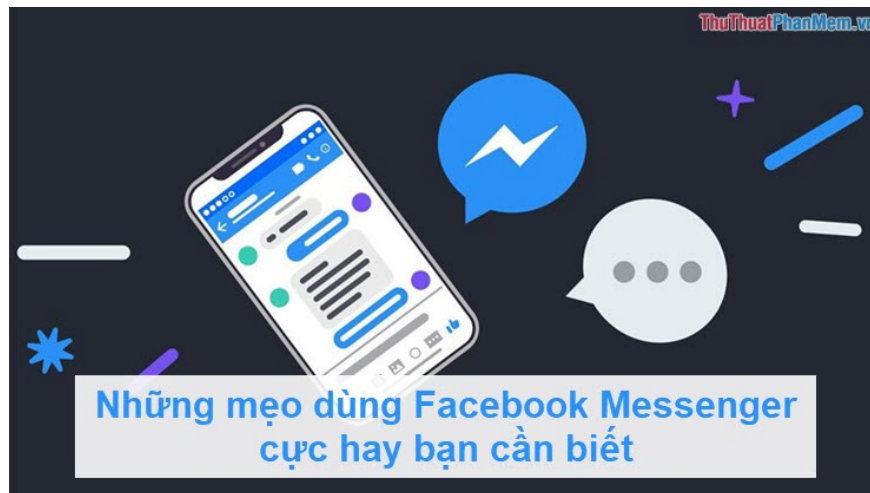 ThuThuatPhanMem.vn
Những mẹo dùng Facebook Messenger
cực hay bạn cần biết